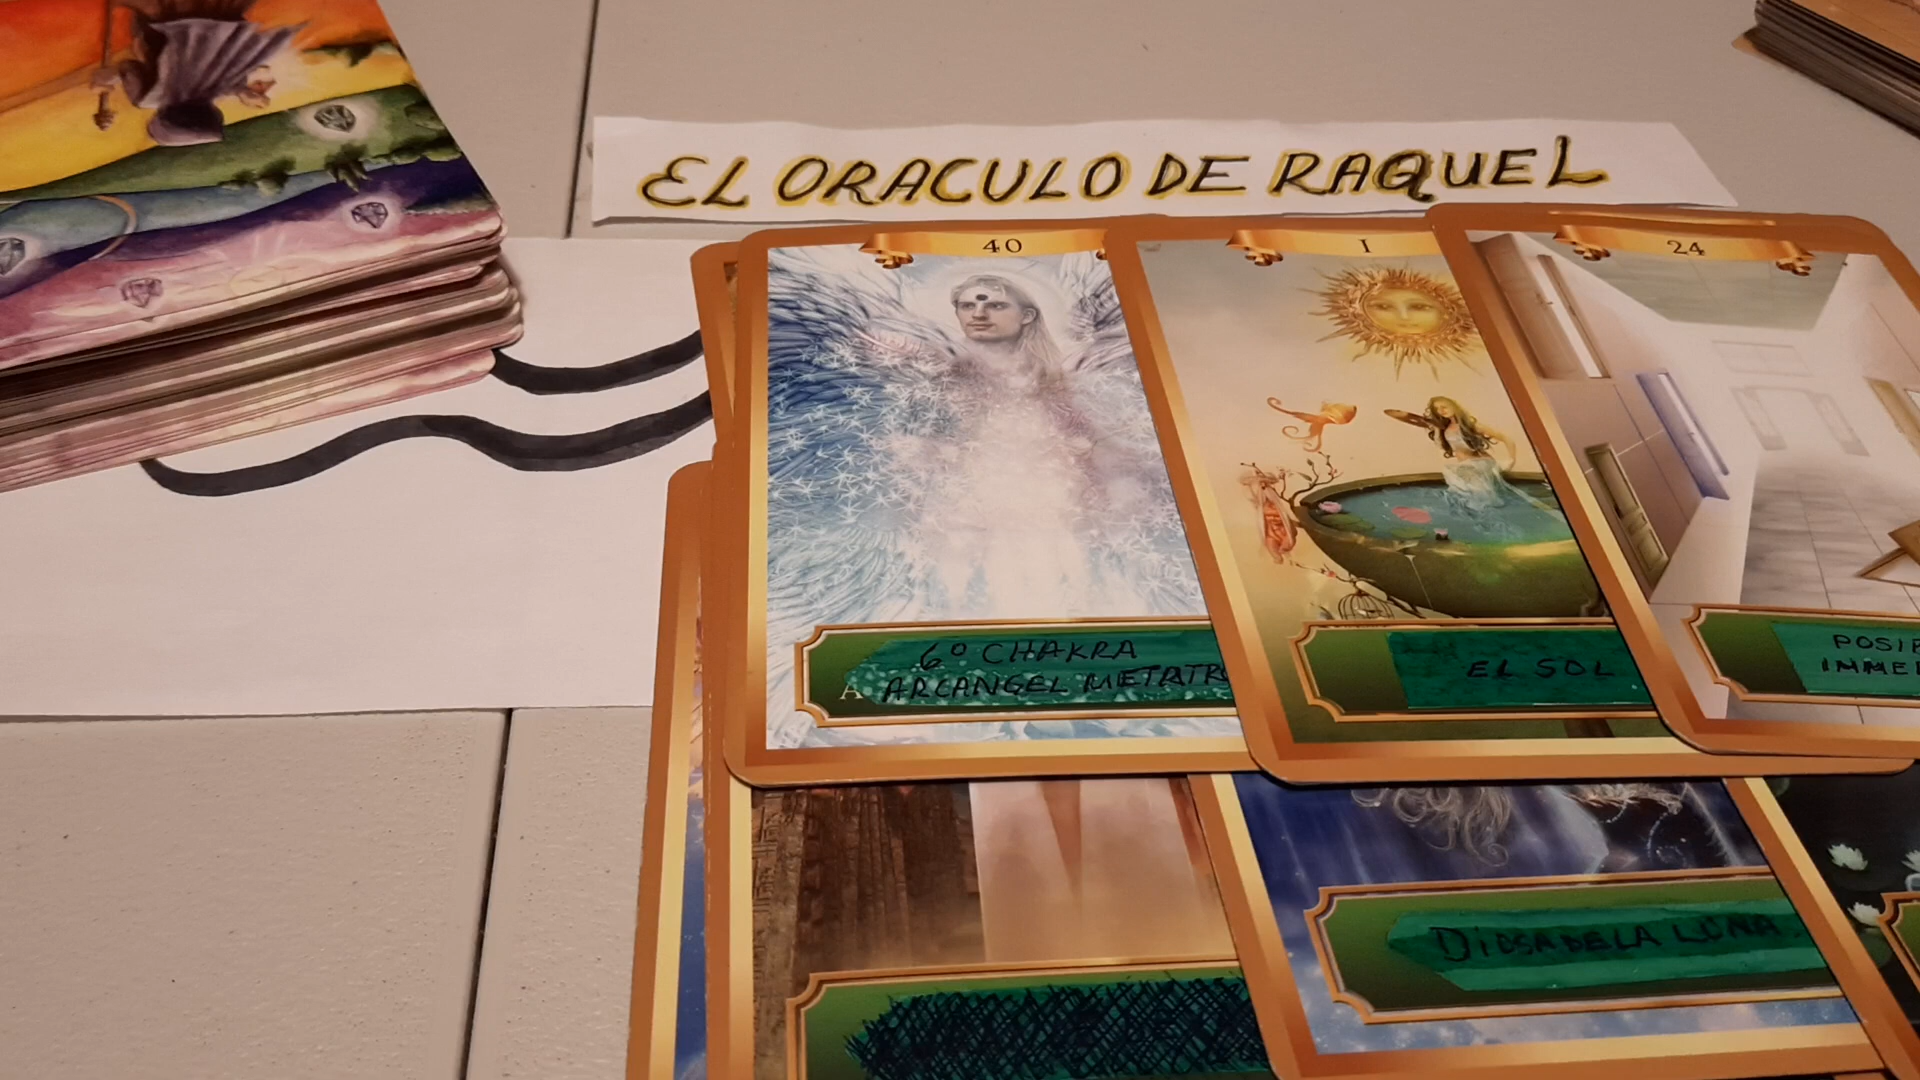 EL ORACULO DE RAQUEL
40
I
24
6º CHAKRA
ARCANGEL METATR
EL SOL
A
DIOSA DE LA LUNA